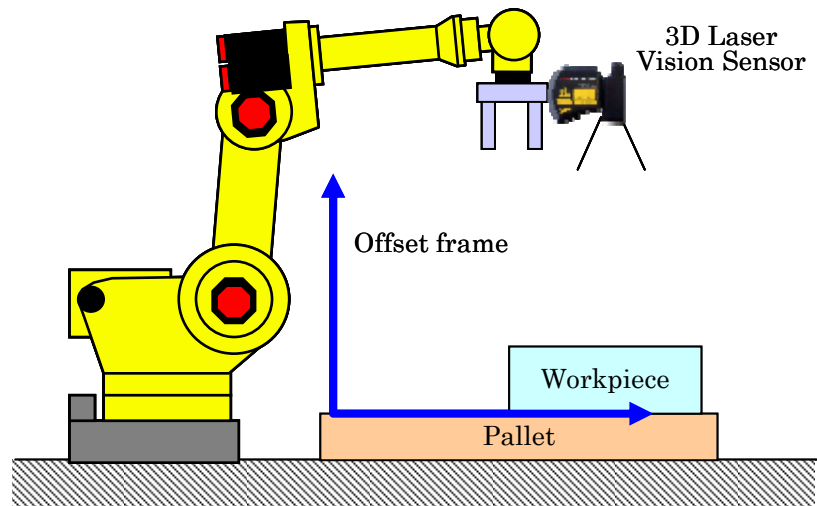 3D Laser
Vision Sensor
Offset frame
Workpiece
Pallet